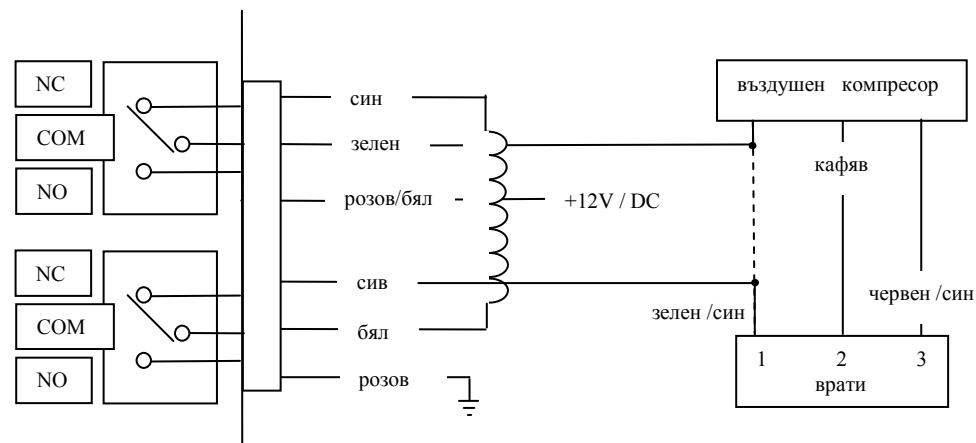 NC
COM
NO
NC
COM
NO
син
зелен
розов/бял
сив
бял
розов
+12V / DC
въздушен компресор
кафяв
зелен /син
червен /син
1 2 3
врати